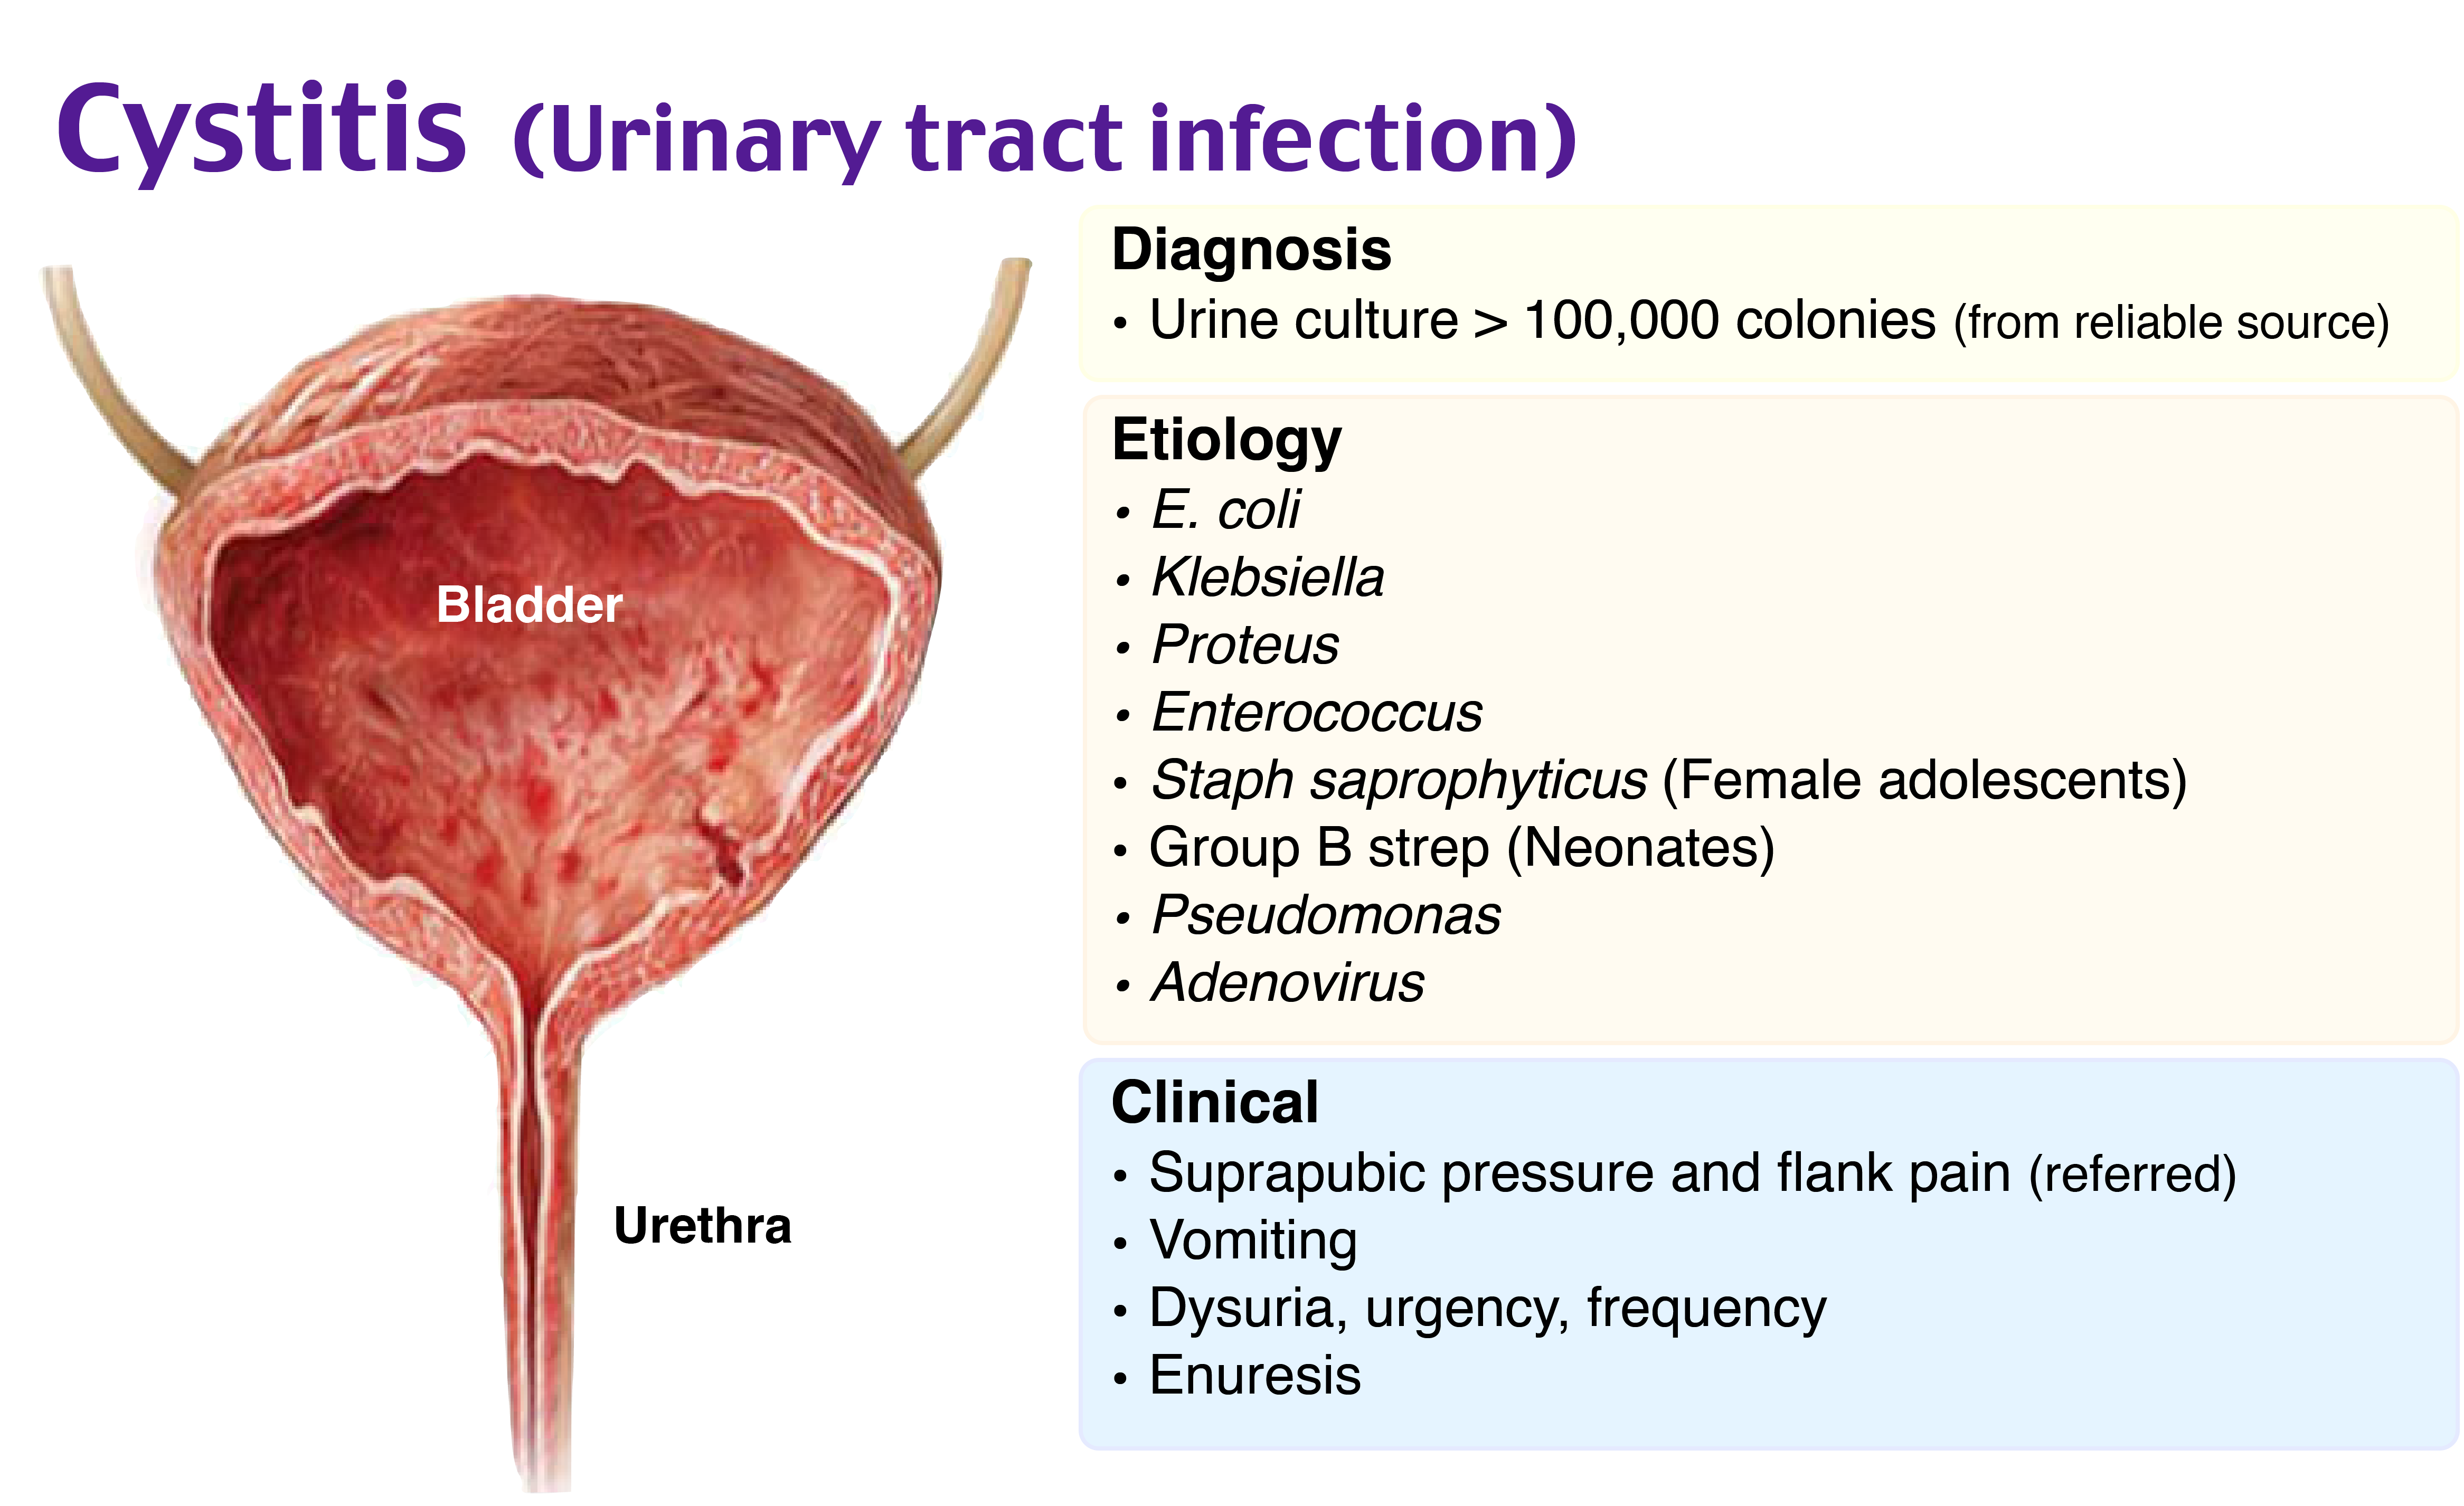 Cystitis (Urinary tract infection)
Bladder
Urethra
Diagnosis
• Urine culture > 100,000 colonies (from reliable source)
Etiology
• E. coli
• Klebsiella
• Proteus
• Enterococcus
• Staph saprophyticus (Female adolescents)
• Group B strep (Neonates)
• Pseudomonas
• Adenovirus
Clinical
• Suprapubic pressure and flank pain (referred)
• Vomiting
• Dysuria, urgency, frequency
• Enuresis